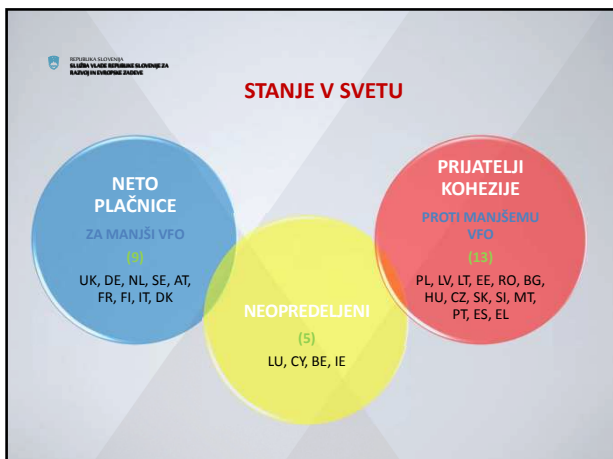 REPUBLIKA SLOVENIJA
SLUŽBA VLADE REPUBLIKE SLOVENIJE ZA
RAZVOJ IN EVROPSKE ZADEVE
STANJE V SVETU
NETO
PLAČNICE
ZA MANJŠI VFO
(9)
UK, DE, NL, SE, AT,
FR, FI, IT, DK
NEOPREDELJENI
(5)
LU, CY, BE, IE
PRIJATELJI
KOHEZIJE
PROTI MANJŠEMU
VFO
(13)
PL, LV, LT, EE, RO, BG,
HU, CZ, SK, SI, MT,
PT, ES, EL